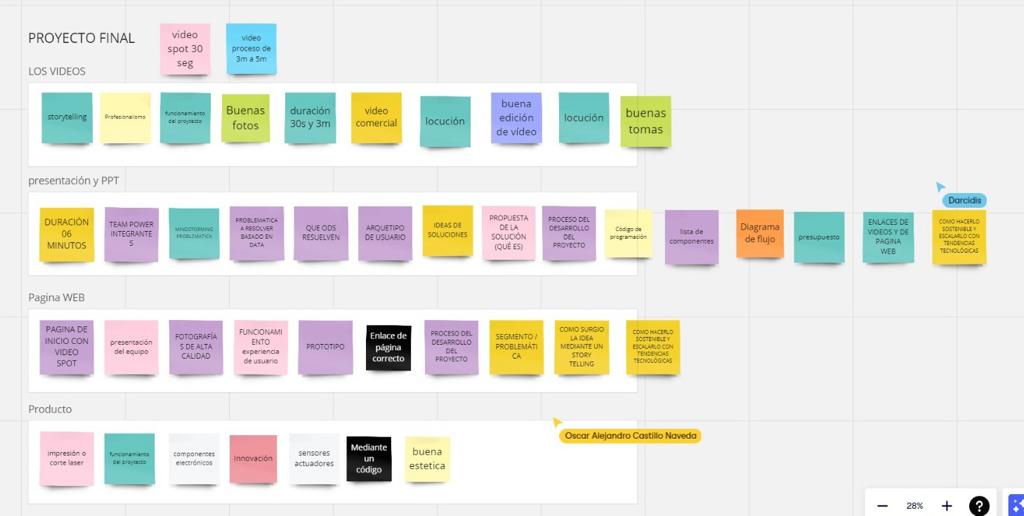 PROYECTO FINAL
video
spot 30
seg
video
proceso de
3m a 5m
LOS VIDEOS
storytelling
Profesionalismo
funcionamiento
del proyecto
Buenas
fotos
duración
30s y 3m
video
comercial
locución
buena
edición
de vídeo
locución
buenas
tomas
presentación y PPT
DURACIÓN
06
MINUTOS
TEAM POWER
INTEGRANTE
S
MINDSTORMING
PROBLEMATICA
PROBLEMATICA
A RESOLVER
BASADO EN
DATA
QUE ODS
RESUELVEN
ARQUETIPO
DE USUARIO
IDEAS DE
SOLUCIONES
PROPUESTA
DE LA
SOLUCIÓN
(QUÉ ES)
PROCESO DEL
DESARROLLO
DEL
PROYECTO
Código de
programación
lista de
componentes
Diagrama
de flujo
presupuesto
ENLACES DE
VIDEOS Y DE
PAGINA
WEB
COMO HACERLO
SOSTENIBLE Y
ESCALARLO CON
TENDENCIAS
TECNOLÓGICAS
Darcidis
Pagina WEB
PAGINA DE
INICIO CON
VIDEO
SPOT
presentación
del equipo
FOTOGRAFÍA
S DE ALTA
CALIDAD
FUNCIONAMI
ENTO
experiencia
de usuario
PROTOTIPO
Enlace de
página
correcto
PROCESO DEL
DESARROLLO
DEL
PROYECTO
SEGMENTO /
PROBLEMÁTI
CA
COMO SURGIO
LA IDEA
MEDIANTE UN
STORY
TELLING
COMO HACERLO
SOSTENIBLE Y
ESCALARLO CON
TENDENCIAS
TECNOLÓGICAS
Producto
impresión o
corte laser
funcionamiento
del proyecto
componentes
electrónicos
Innovación
sensores
actuadores
Mediante
un
código
buena
estetica
Oscar Alejandro Castillo Naveda
28%
?